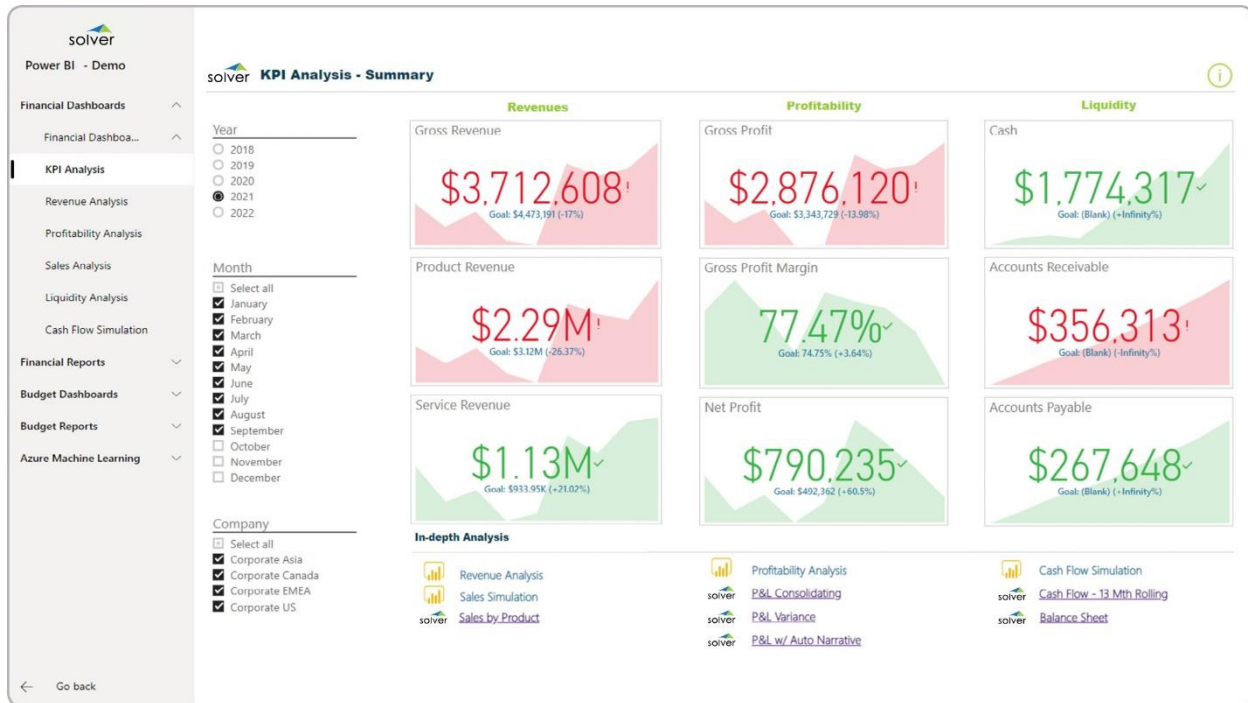 solver
Power BI - Demo
Financial Dashboards
Financial Dashboa...
KPI Analysis
Revenue Analysis
Profitability Analysis
Sales Analysis
Liquidity Analysis
Cash Flow Simulation
Financial Reports
Budget Dashboards
Budget Reports
Azure Machine Learning
Go back
solver KPI Analysis - Summary
i
Year
2018
2019
2020
2021
2022
Month
Select all
January
February
March
April
May
June
July
August
September
October
November
December
Company
Select all
Corporate Asia
Corporate Canada
Corporate EMEA
Corporate US
Revenues
Gross Revenue
$3,712,608!
Goal: $4,473,191 (-17%)
Product Revenue
$2.29M!
Goal: $3.12M (-26.37%)
Service Revenue
$1.13M
Goal: $933.95K (+21.02%)
Profitability
Gross Profit
$2,876,120!
Goal: $3,343,729 (-13.98%)
Gross Profit Margin
77.47%
Goal: 74.75% (+3.64%)
Net Profit
$790,235
Goal: $492,362 (+60.5%)
Liquidity
Cash
$1,774,317
Goal: (Blank) (+Infinity%)
Accounts Receivable
$356,313!
Goal: (Blank) (-Infinity%)
Accounts Payable
$267,648
Goal: (Blank) (+Infinity%)
In-depth Analysis
Revenue Analysis
Sales Simulation
solver Sales by Product
Profitability Analysis
solver P&L Consolidating
solver P&L Variance
solver P&L w/ Auto Narrative
Cash Flow Simulation
solver Cash Flow - 13 Mth Rolling
solver Balance Sheet